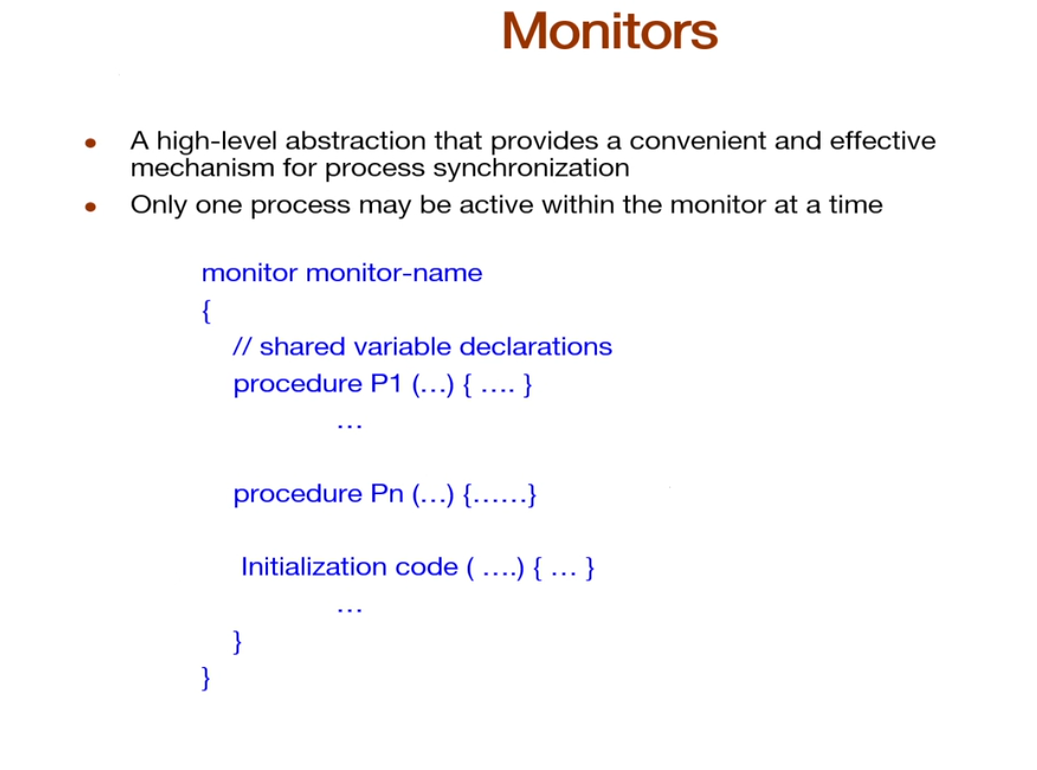 Monitors
• A high-level abstraction that provides a convenient and effective
mechanism for process synchronization
• Only one process may be active within the monitor at a time
monitor monitor-name
{
// shared variable declarations
procedure P1 (…) { …. }
…
procedure Pn (…) {……}
Initialization code ( ….) { … }
…
}
}